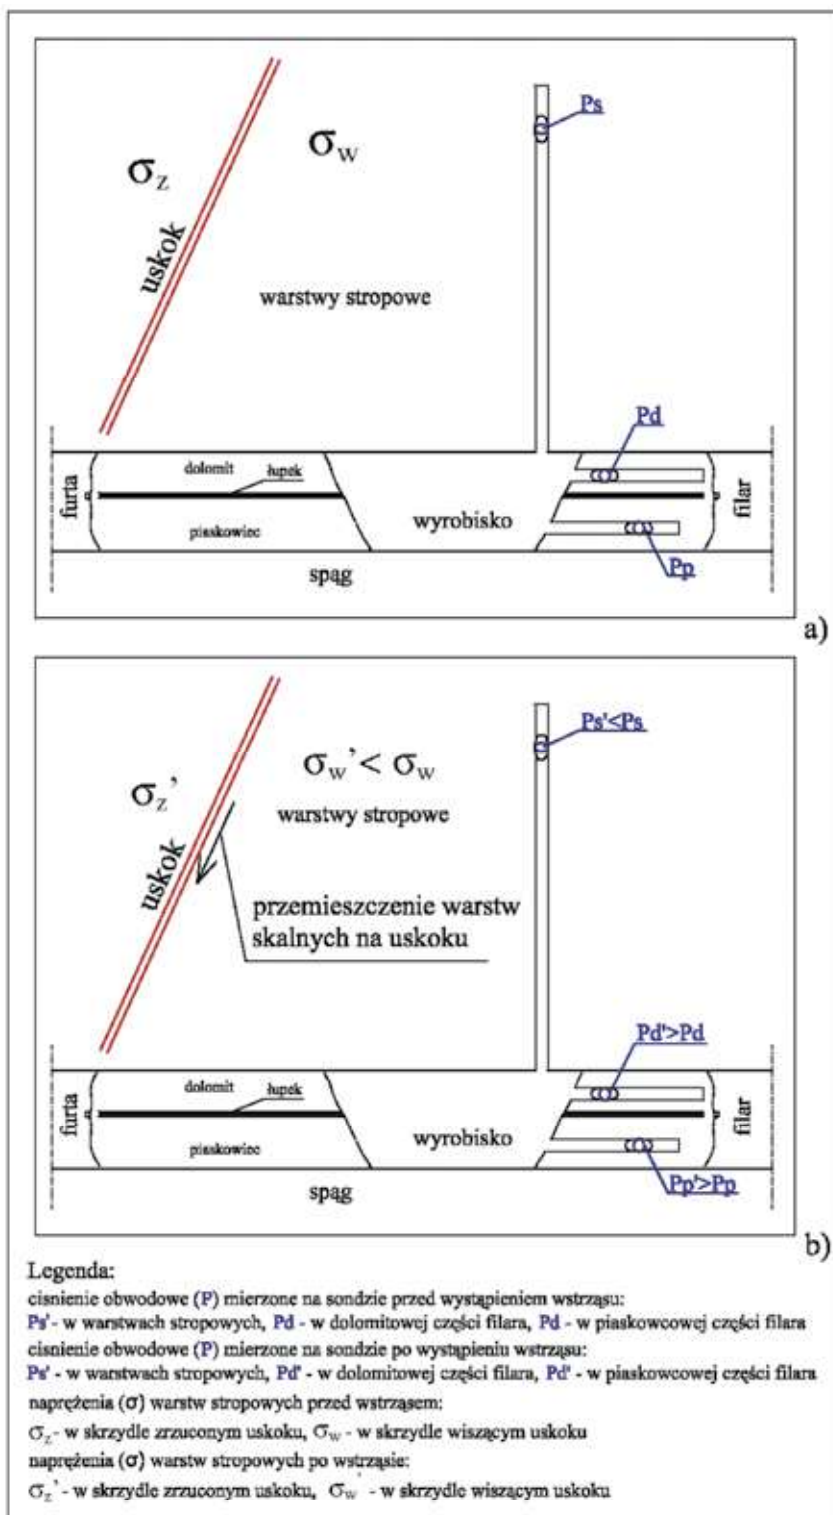 Ps
σz
σw
uskok
warstwy stropowe
Pd
furta
dolomit
łupek
piaskowiec
wyrobisko
filar
Pp
spąg
a)
Ps'<Ps
σz'
σw'< σw
warstwy stropowe
uskok
przemieszczenie warstw
skalnych na uskoku
Pd'>Pd
furta
dolomit
łupek
piaskowiec
wyrobisko
filar
Pp'>Pp
spąg
b)
Legenda:
cisnienie obwodowe (P) mierzone na sondzie przed wystąpieniem wstrząsu:
Ps'- w warstwach stropowych, Pd - w dolomitowej części filara, Pd - w piaskowcowej części filara
cisnienie obwodowe (P) mierzone na sondzie po wystąpieniu wstrząsu:
Ps' - w warstwach stropowych, Pd' - w dolomitowej części filara, Pd' - w piaskowcowej części filara
naprężenia (σ) warstw stropowych przed wstrząsem:
σz - w skrzydle zrzuconym uskoku, σw - w skrzydle wiszącym uskoku
naprężenia (σ) warstw stropowych po wstrząsie:
σz' - w skrzydle zrzuconym uskoku, σw' - w skrzydle wiszącym uskoku